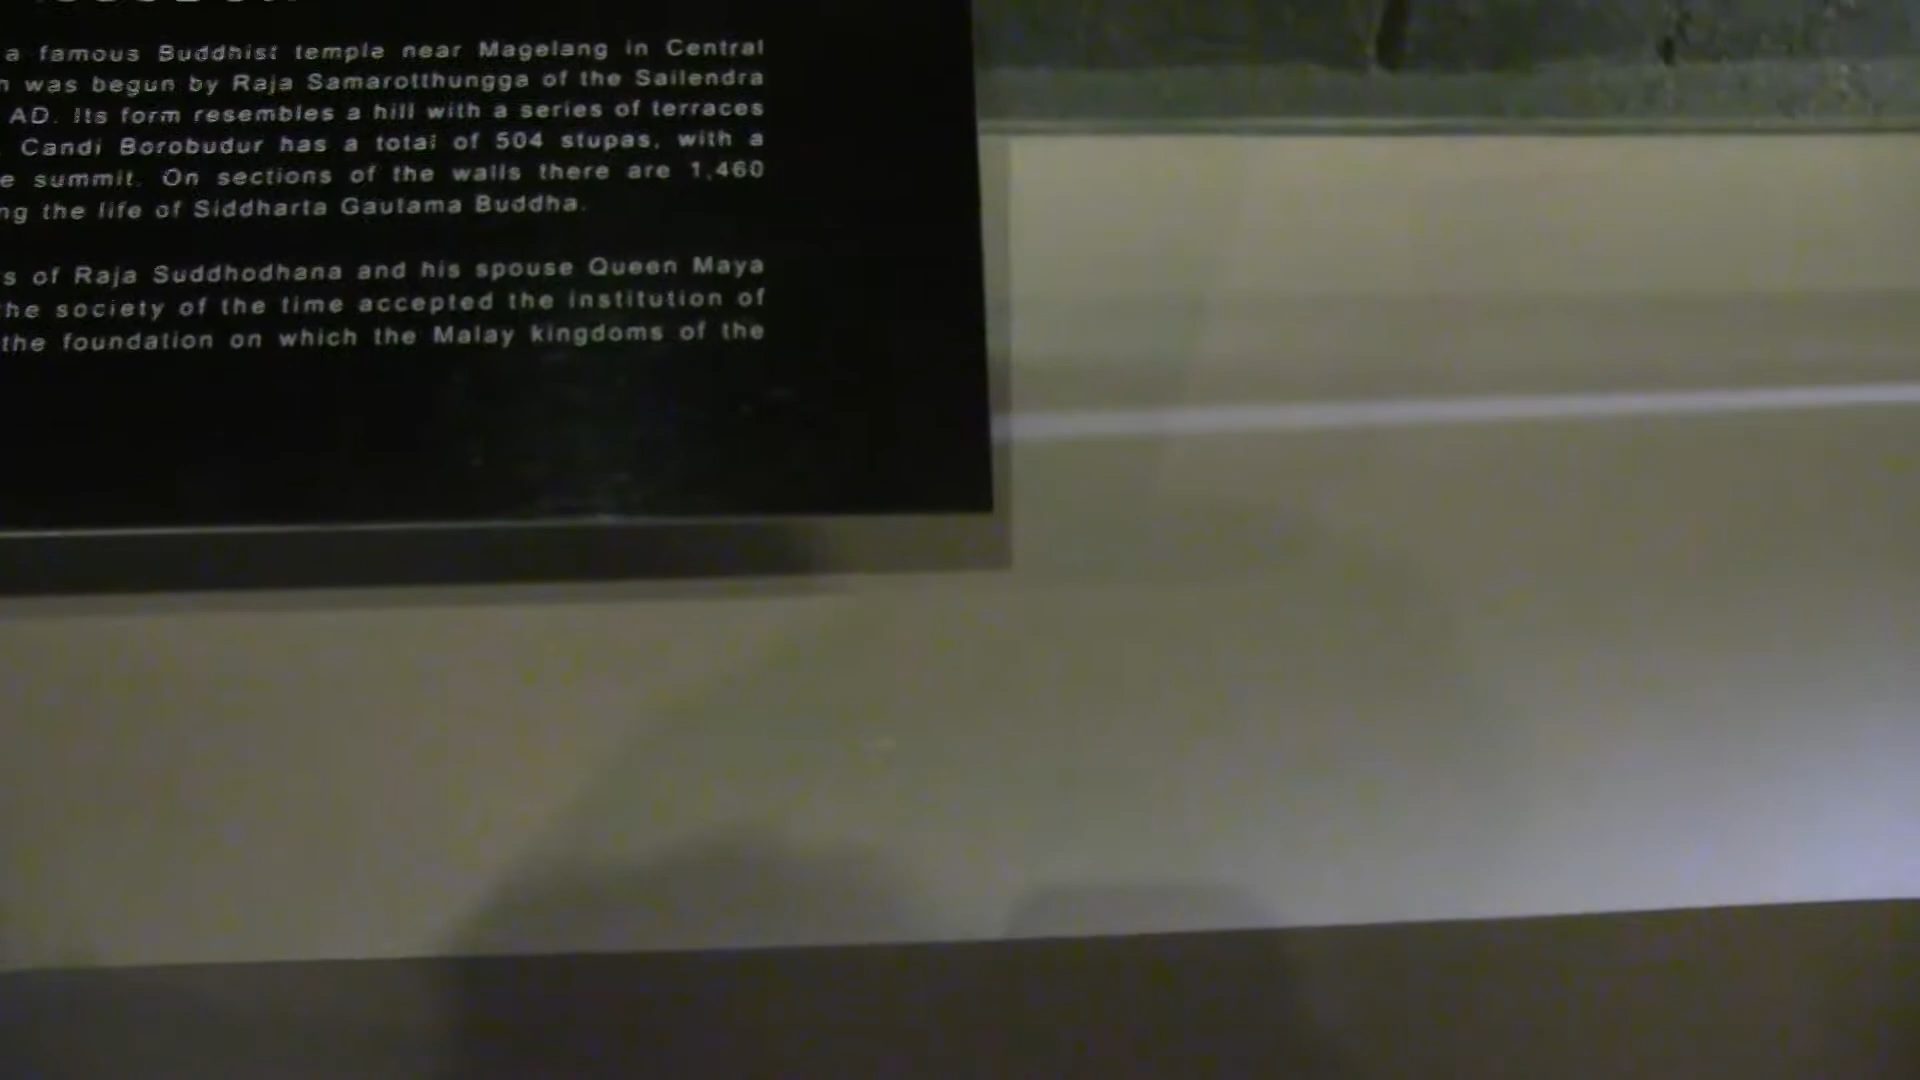 a famous Buddhist temple near Magelang in Central
was begun by Raja Samarotthungga of the Sailendra
AD. Its form resembles a hill with a series of terraces
Candi Borobudur has a total of 504 stupas, with a
summit. On sections of the walls there are 1,460
the life of Siddharta Gautama Buddha.
of Raja Suddhodhana and his spouse Queen Maya
society of the time accepted the institution of
the foundation on which the Malay kingdoms of the